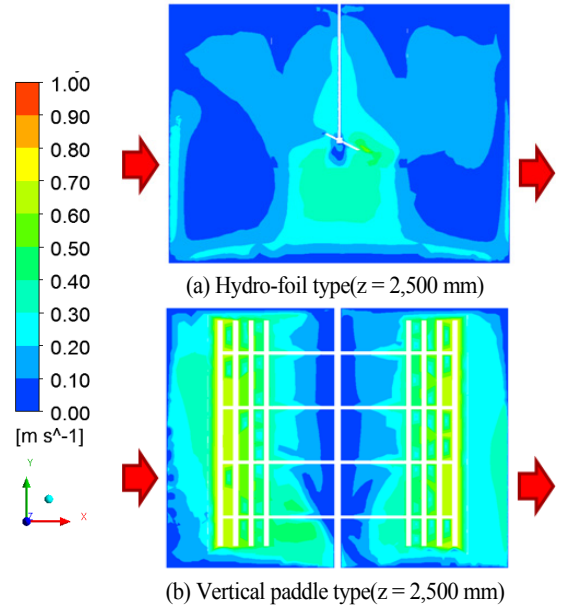 1.00
0.90
0.80
0.70
0.60
0.50
0.40
0.30
0.20
0.10
0.00
[m s^-1]
Y
Z
X
(a) Hydro-foil type(z = 2,500 mm)
(b) Vertical paddle type(z = 2,500 mm)